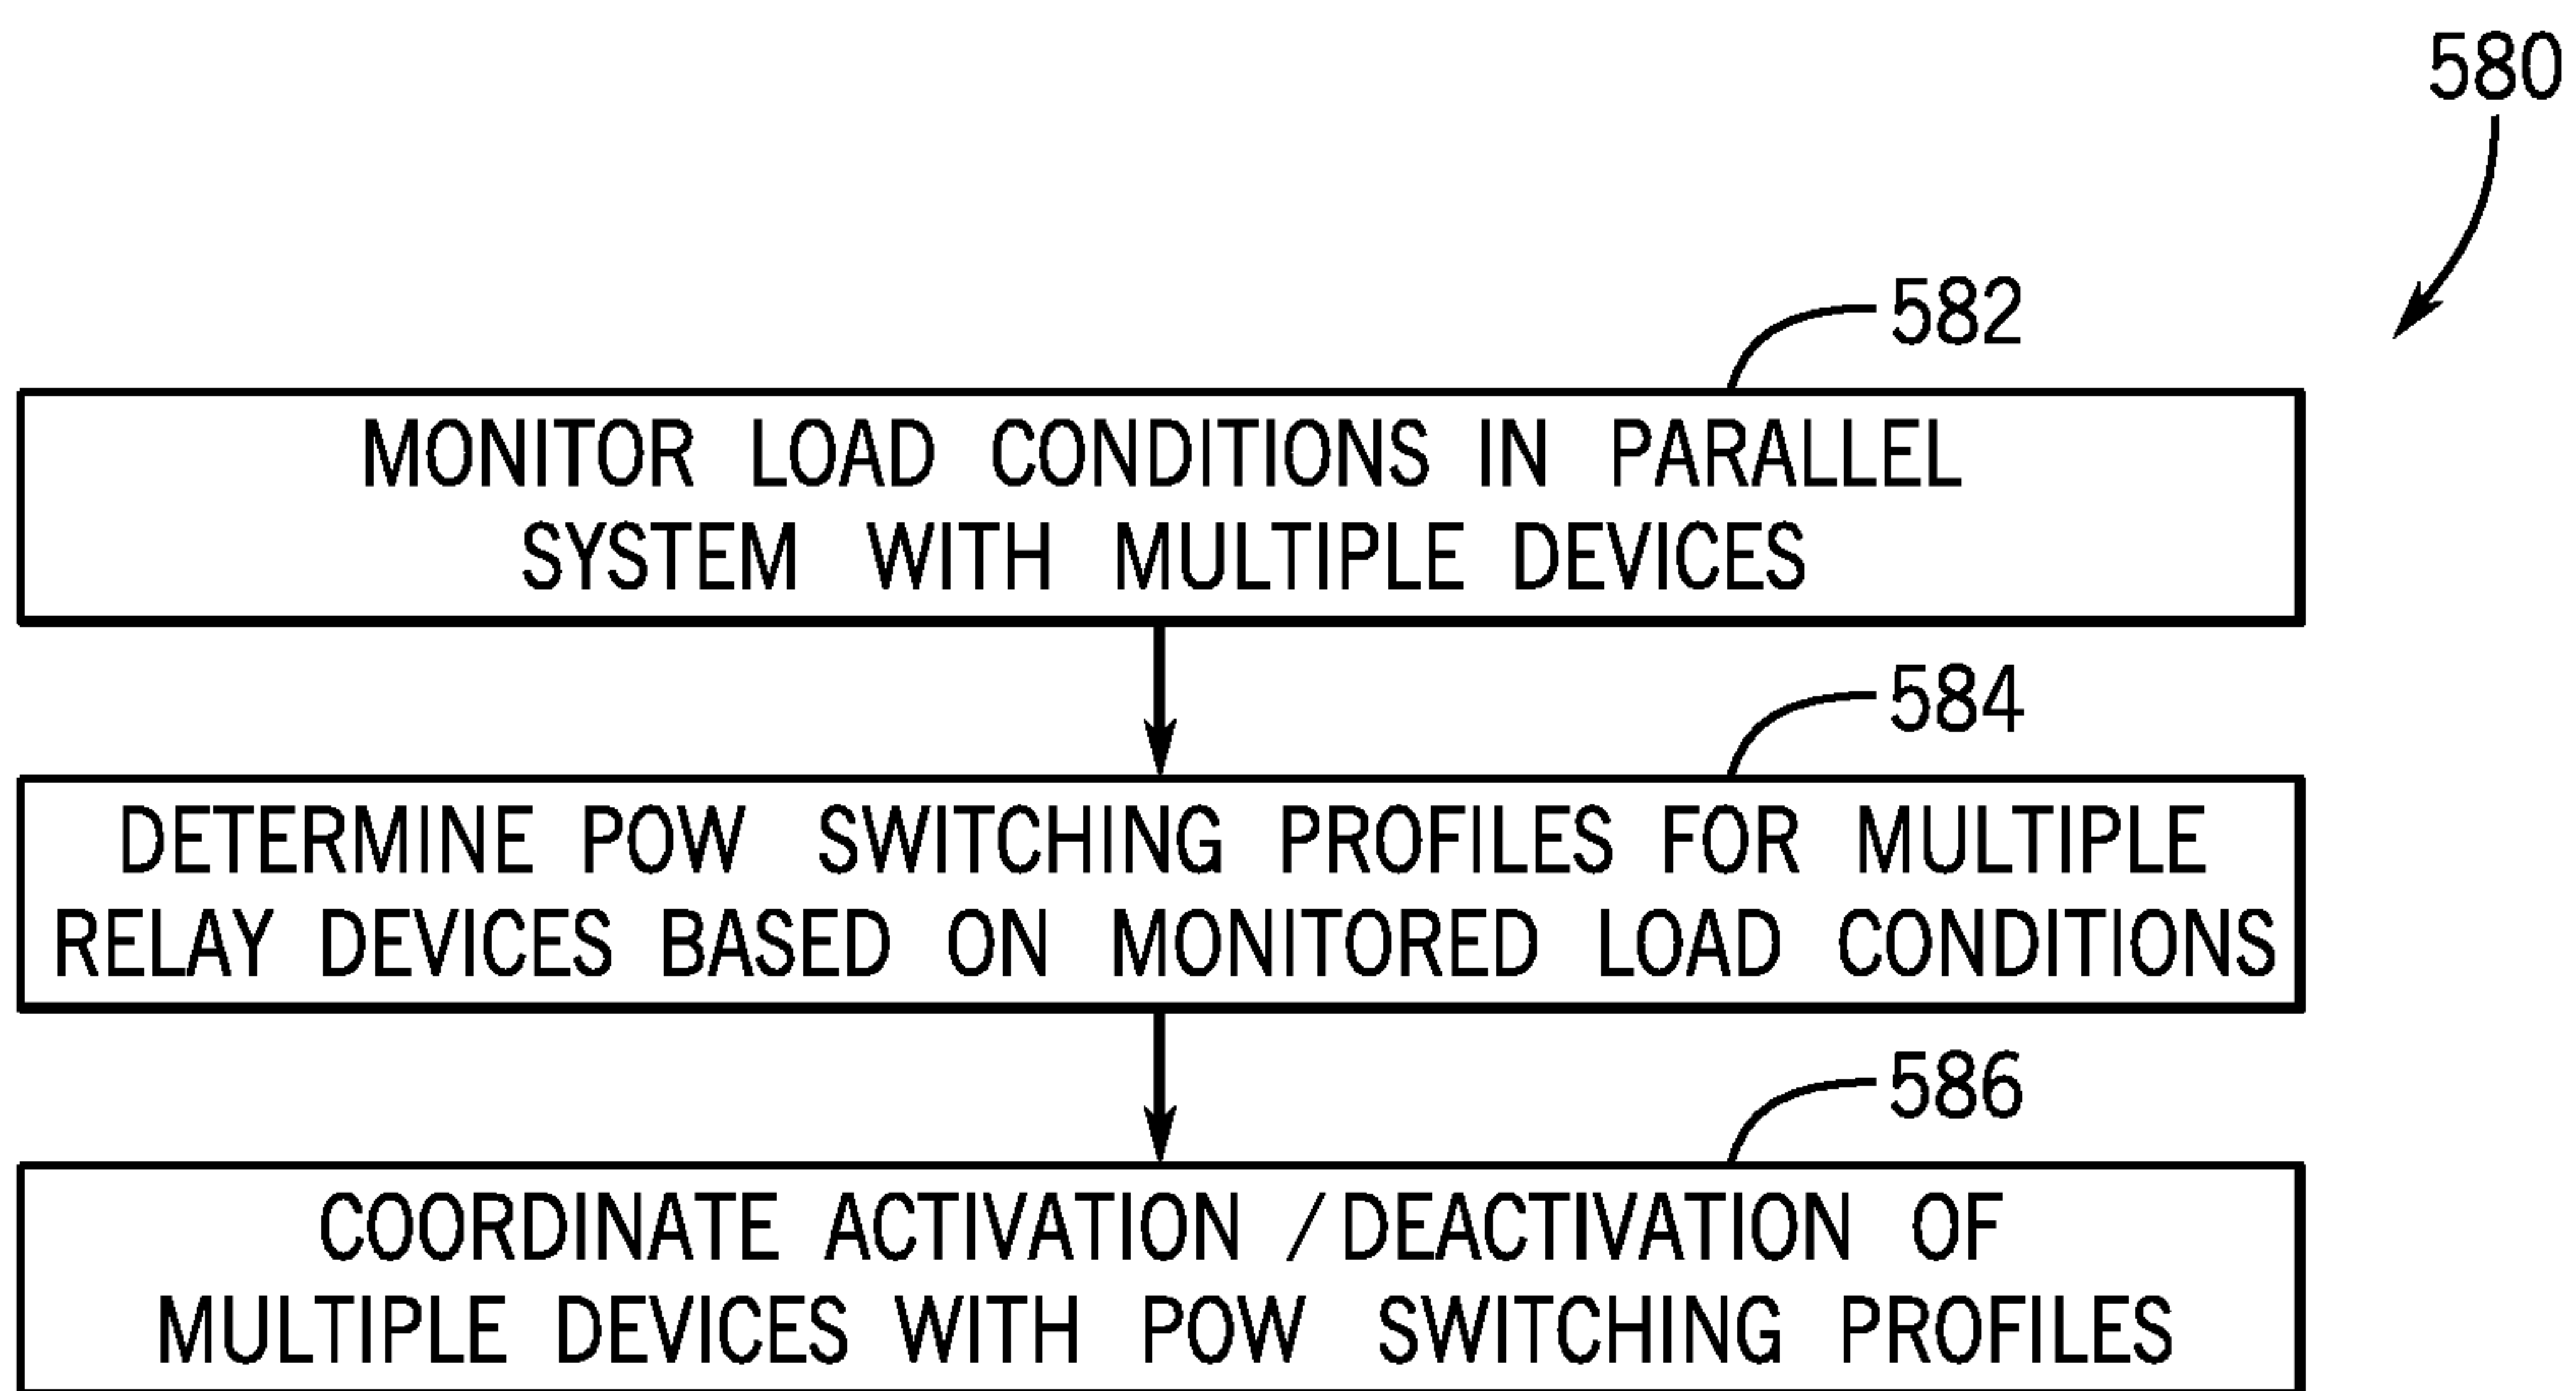 580
582
MONITOR LOAD CONDITIONS IN PARALLEL
SYSTEM WITH MULTIPLE DEVICES
584
DETERMINE POW SWITCHING PROFILES FOR MULTIPLE
RELAY DEVICES BASED ON MONITORED LOAD CONDITIONS
586
COORDINATE ACTIVATION /DEACTIVATION OF
MULTIPLE DEVICES WITH POW SWITCHING PROFILES